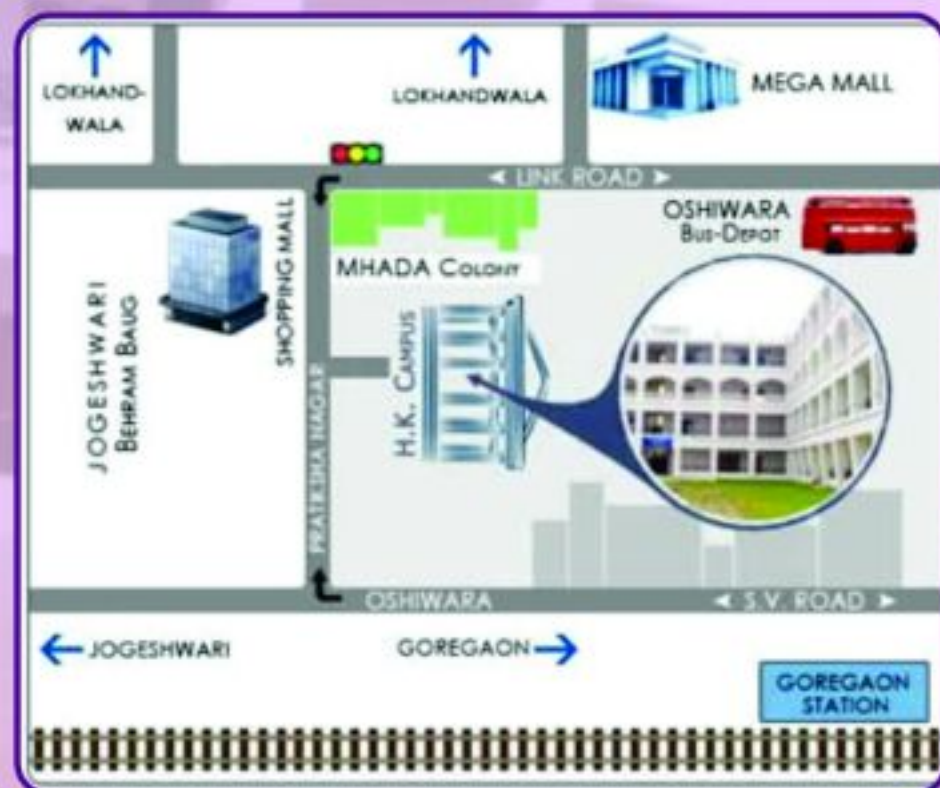 LOKHAND-
WALA
LOKHANDWALA
MEGA MALL
◄ LINK ROAD ►
OSHIWARA
BUS-DEPOT
SHOPPING MALL
MHADA COLONY
JOGESHWARI
BEHRAM BAUG
H.K. CAMPUS
PRATIKSHA NAGAR
OSHIWARA
◄ S.V. ROAD ►
JOGESHWARI
GOREGAON
GOREGAON
STATION